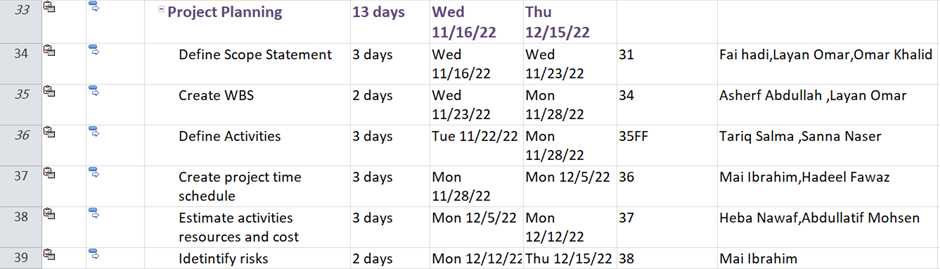 33 Project Planning 13 days Wed 11/16/22 Thu 12/15/22
34 Define Scope Statement 3 days Wed 11/16/22 Wed 11/23/22 31 Fai hadi,Layan Omar,Omar Khalid
35 Create WBS 2 days Wed 11/23/22 Mon 11/28/22 34 Asherf Abdullah ,Layan Omar
36 Define Activities 3 days Tue 11/22/22 Mon 11/28/22 35FF Tariq Salma ,Sanna Naser
37 Create project time schedule 3 days Mon 11/28/22 Mon 12/5/22 36 Mai Ibrahim,Hadeel Fawaz
38 Estimate activities resources and cost 3 days Mon 12/5/22 Mon 12/12/22 37 Heba Nawaf,Abdullatif Mohsen
39 Idetintify risks 2 days Mon 12/12/22 Thu 12/15/22 38 Mai Ibrahim